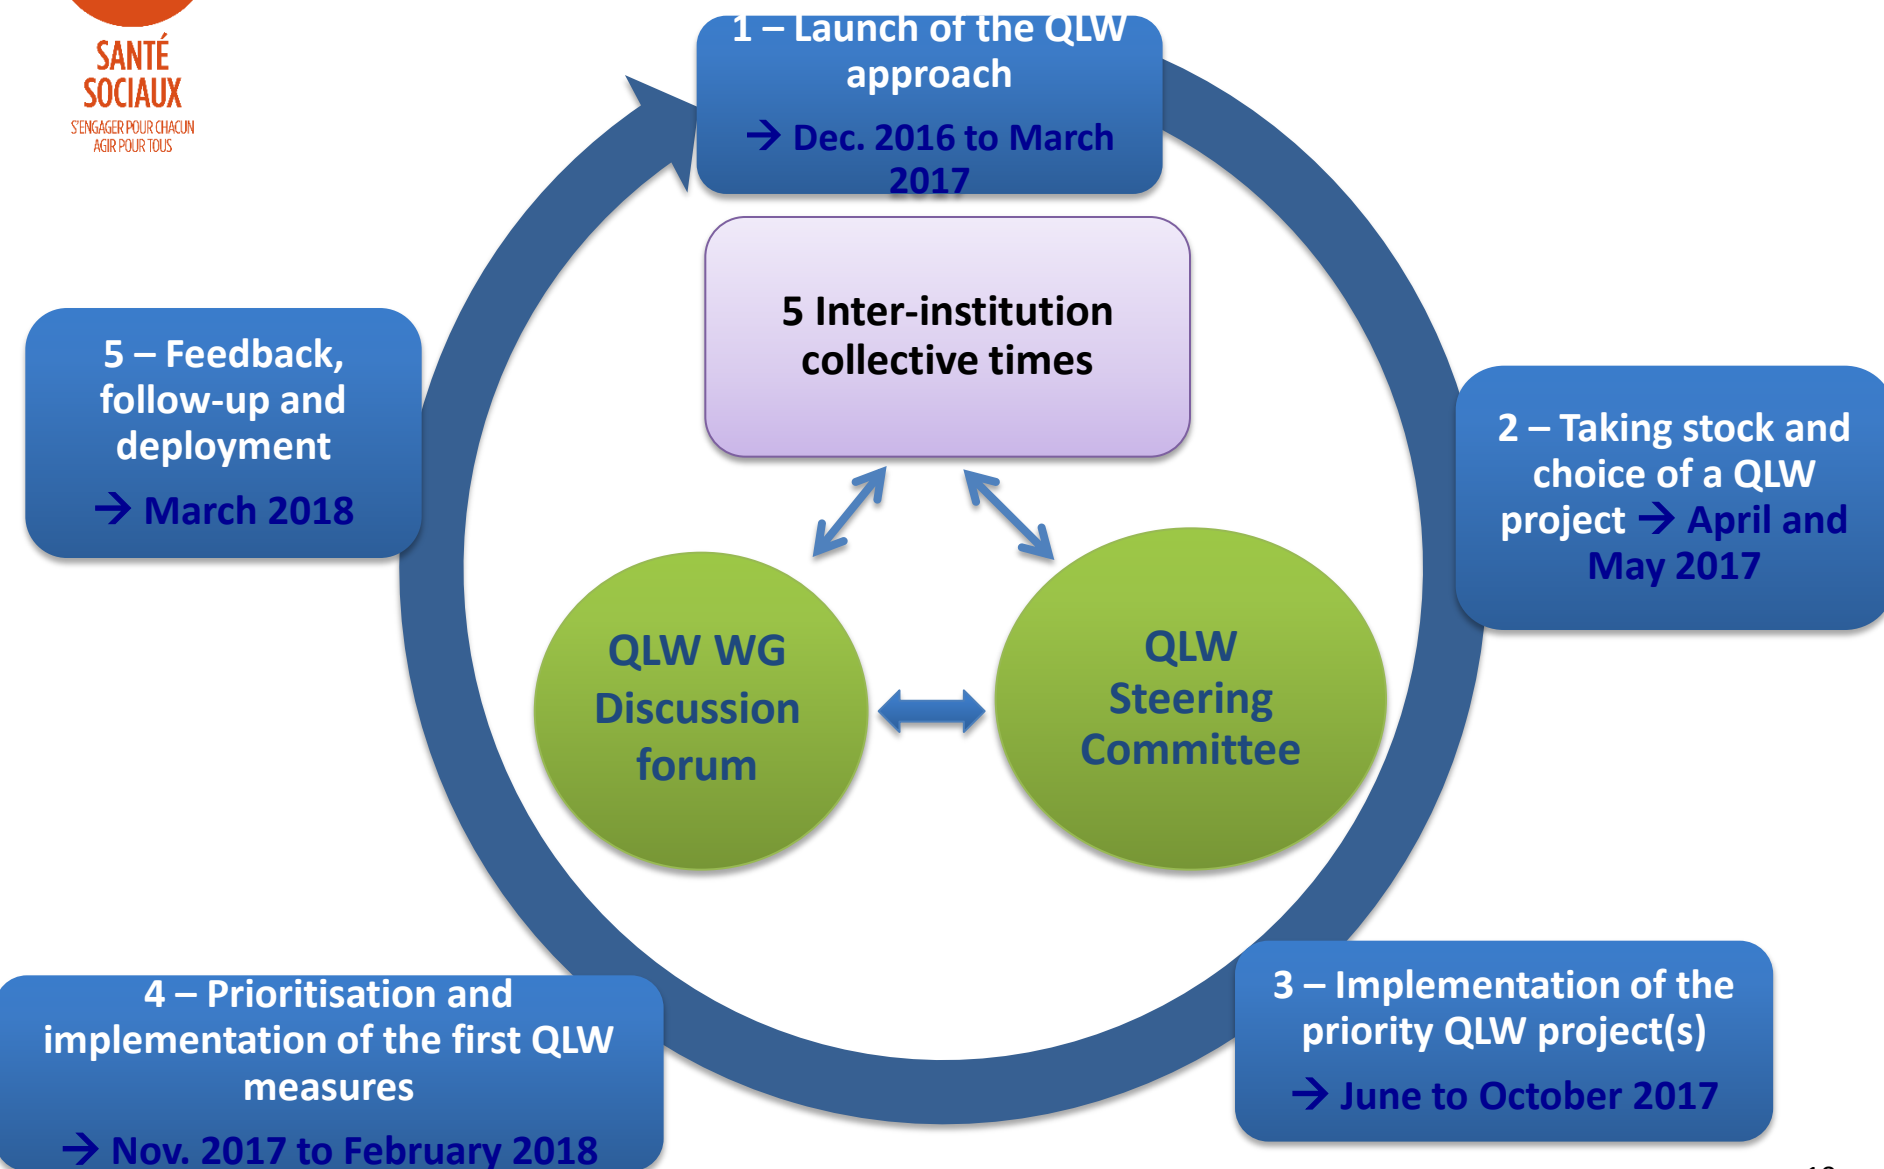 SANTÉ
SOCIAUX
S'ENGAGER POUR CHACUN
AGIR POUR TOUS
1 – Launch of the QLW
approach
→ Dec. 2016 to March
2017
5 Inter-institution
collective times
5 – Feedback,
follow-up and
deployment
→ March 2018
2 – Taking stock and
choice of a QLW
project → April and
May 2017
QLW WG
Discussion
forum
QLW
Steering
Committee
3 – Implementation of the
priority QLW project(s)
→ June to October 2017
4 – Prioritisation and
implementation of the first QLW
measures
→ Nov. 2017 to February 2018